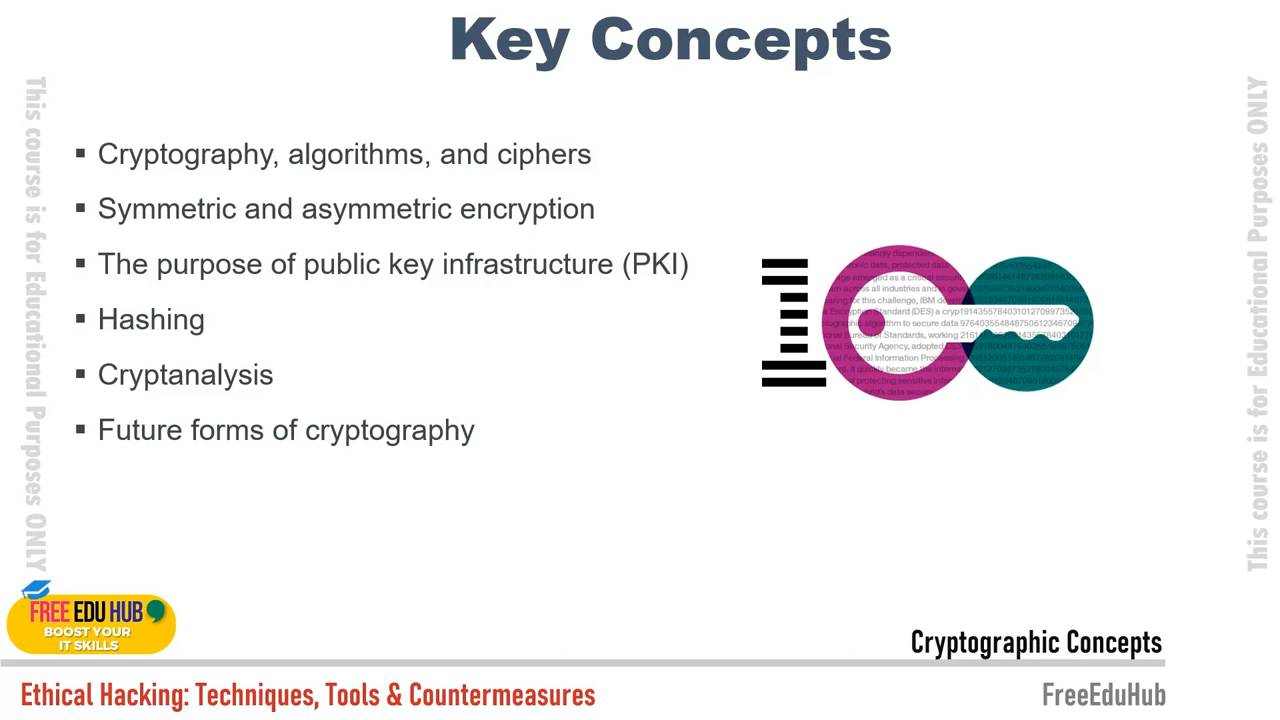 Key Concepts
This course is for Educational Purposes ONLY
This course is for Educational Purposes ONLY
▪ Cryptography, algorithms, and ciphers
▪ Symmetric and asymmetric encryption
▪ The purpose of public key infrastructure (PKI)
▪ Hashing
▪ Cryptanalysis
▪ Future forms of cryptography
100
FREE EDU HUB
BOOST YOUR
IT SKILLS
Cryptographic Concepts
Ethical Hacking: Techniques, Tools & Countermeasures
FreeEduHub